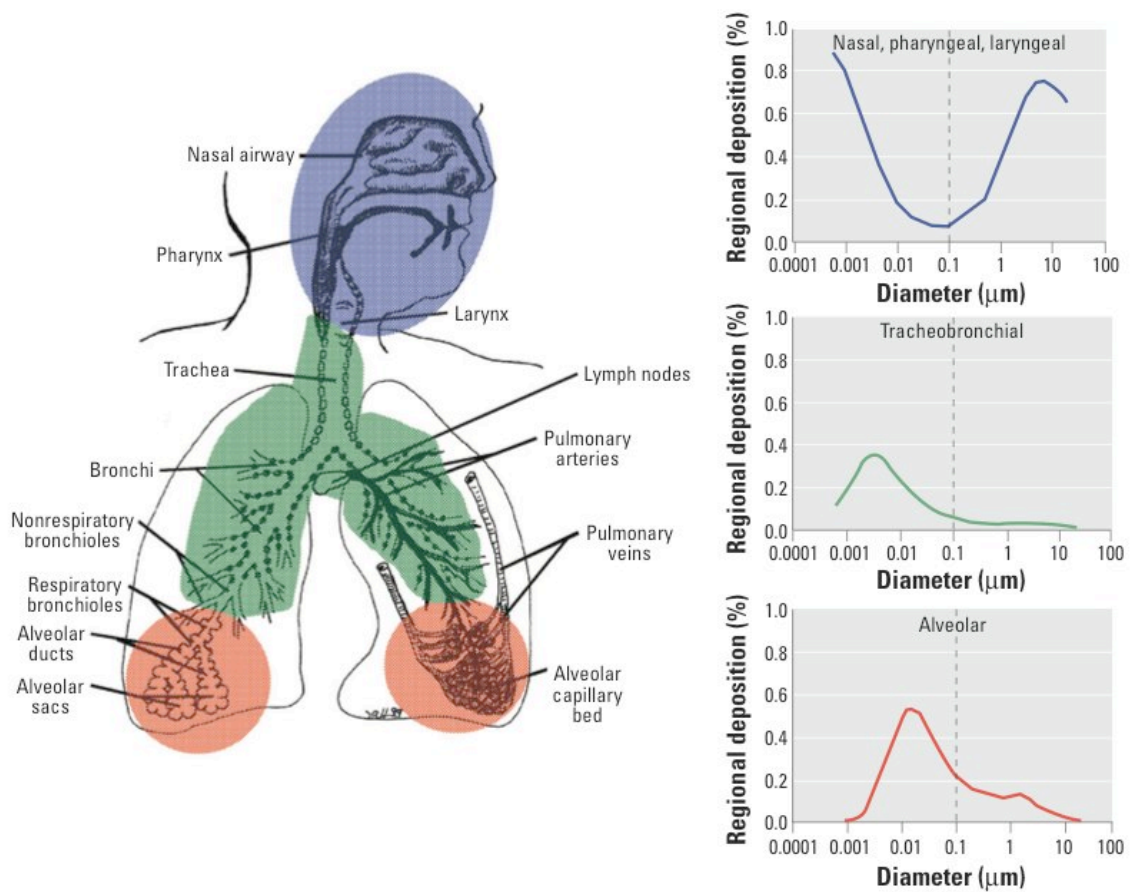 Nasal airway
Pharynx
Larynx
Trachea
Lymph nodes
Pulmonary
arteries
Bronchi
Nonrespiratory
bronchioles
Pulmonary
veins
Respiratory
bronchioles
Alveolar
ducts
Alveolar
sacs
Alveolar
capillary
bed
Regional deposition (%)
1.0
0.8
0.6
0.4
0.2
0.0
Nasal, pharyngeal, laryngeal
0.0001 0.001 0.01 0.1 1 10 100
Diameter (μm)
Regional deposition (%)
1.0
0.8
0.6
0.4
0.2
0.0
Tracheobronchial
0.0001 0.001 0.01 0.1 1 10 100
Diameter (μm)
Regional deposition (%)
1.0
0.8
0.6
0.4
0.2
0.0
Alveolar
0.0001 0.001 0.01 0.1 1 10 100
Diameter (μm)